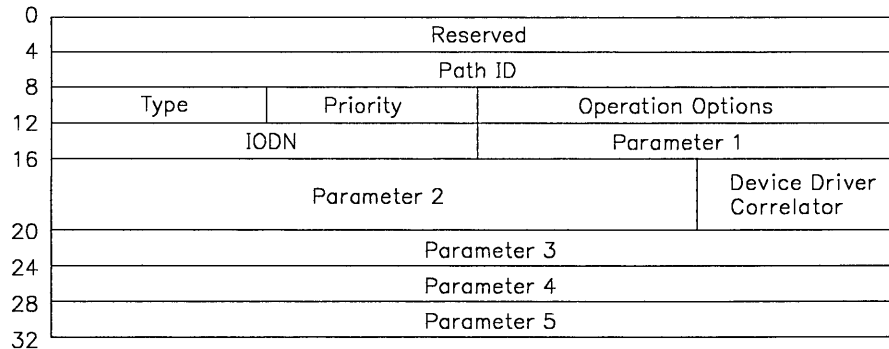 0
Reserved
4
Path ID
8
Type Priority Operation Options
12
IODN Parameter 1
16
Parameter 2 Device Driver
Correlator
20
Parameter 3
24
Parameter 4
28
Parameter 5
32